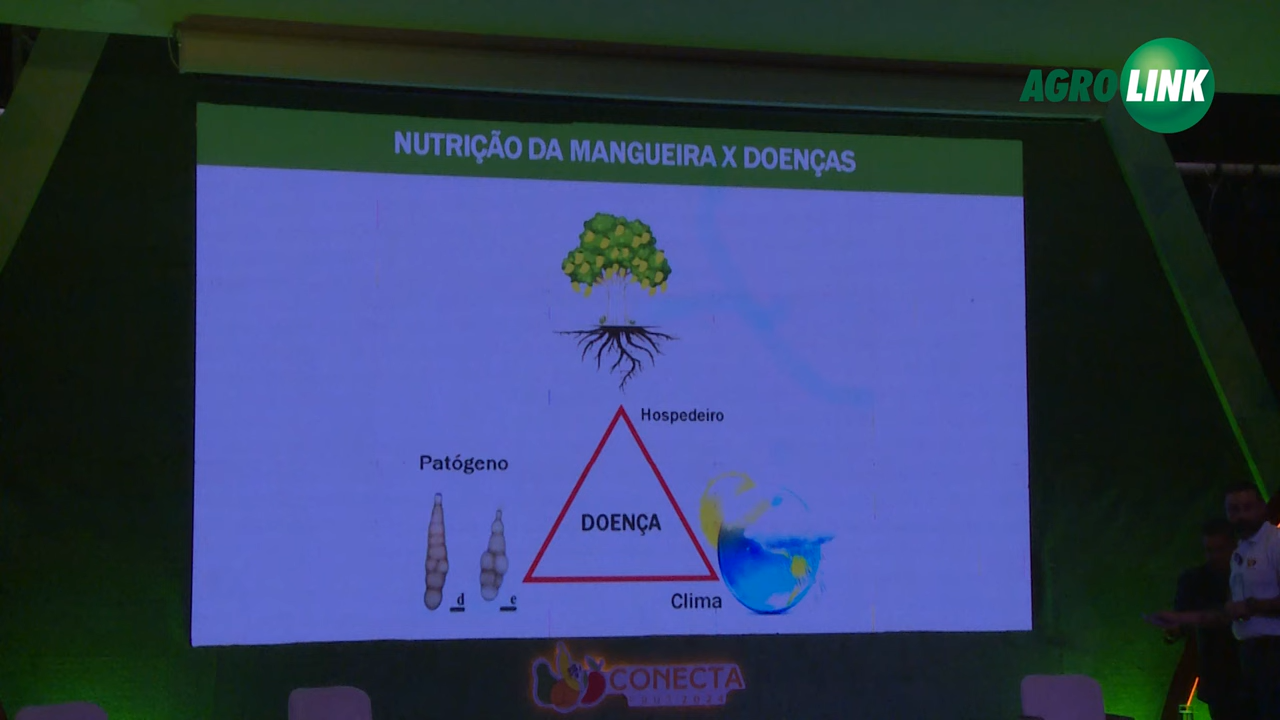 AGROLINK
NUTRIÇÃO DA MANGUEIRA X DOENÇAS
Hospedeiro
Patógeno
DOENÇA
d
e
Clima
CONECTA